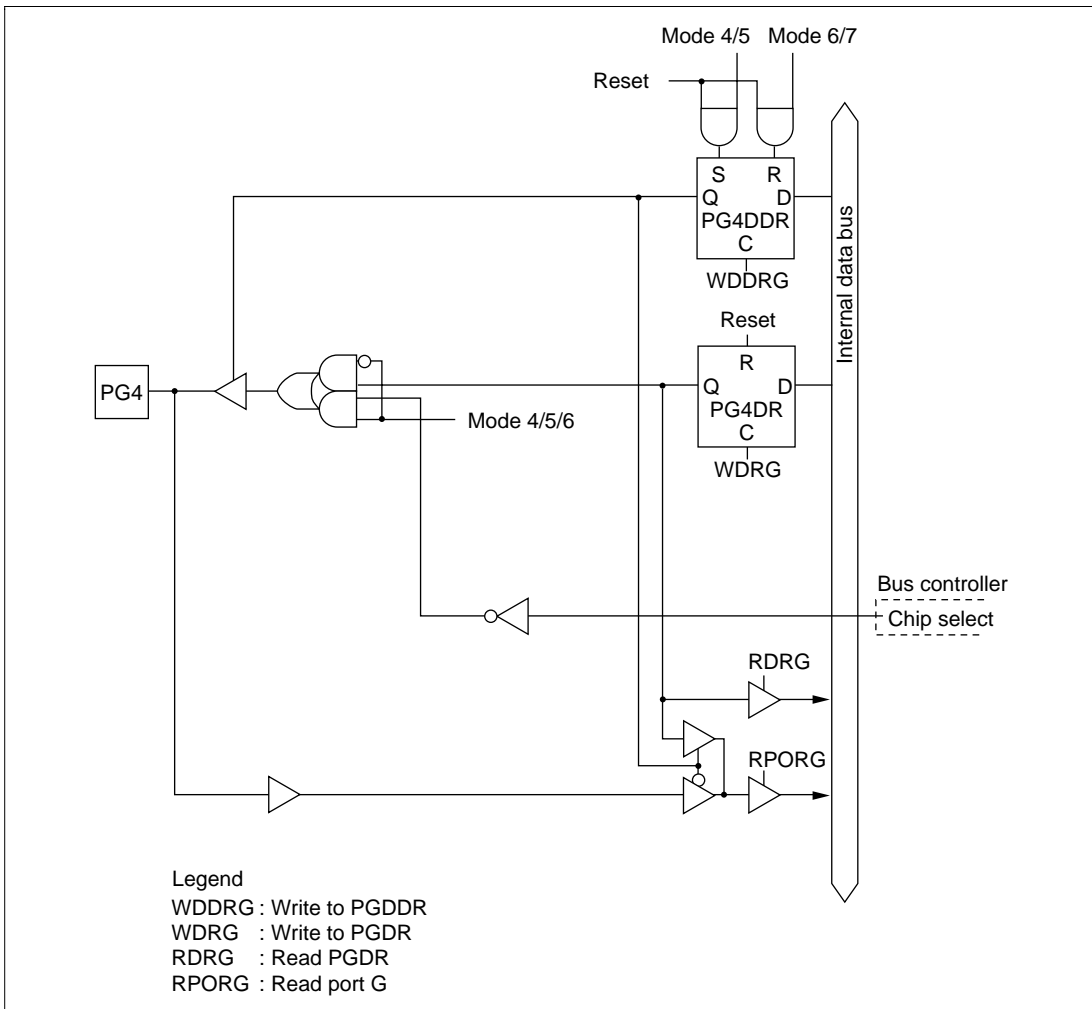 Mode 4/5 Mode 6/7
Reset
S R
Q D
PG4DDR
C
WDDRG
Internal data bus
Reset
R
Q D
PG4DR
C
WDRG
PG4
Mode 4/5/6
Bus controller
Chip select
RDRG
RPORG
Legend
WDDRG : Write to PGDDR
WDRG : Write to PGDR
RDRG : Read PGDR
RPORG : Read port G